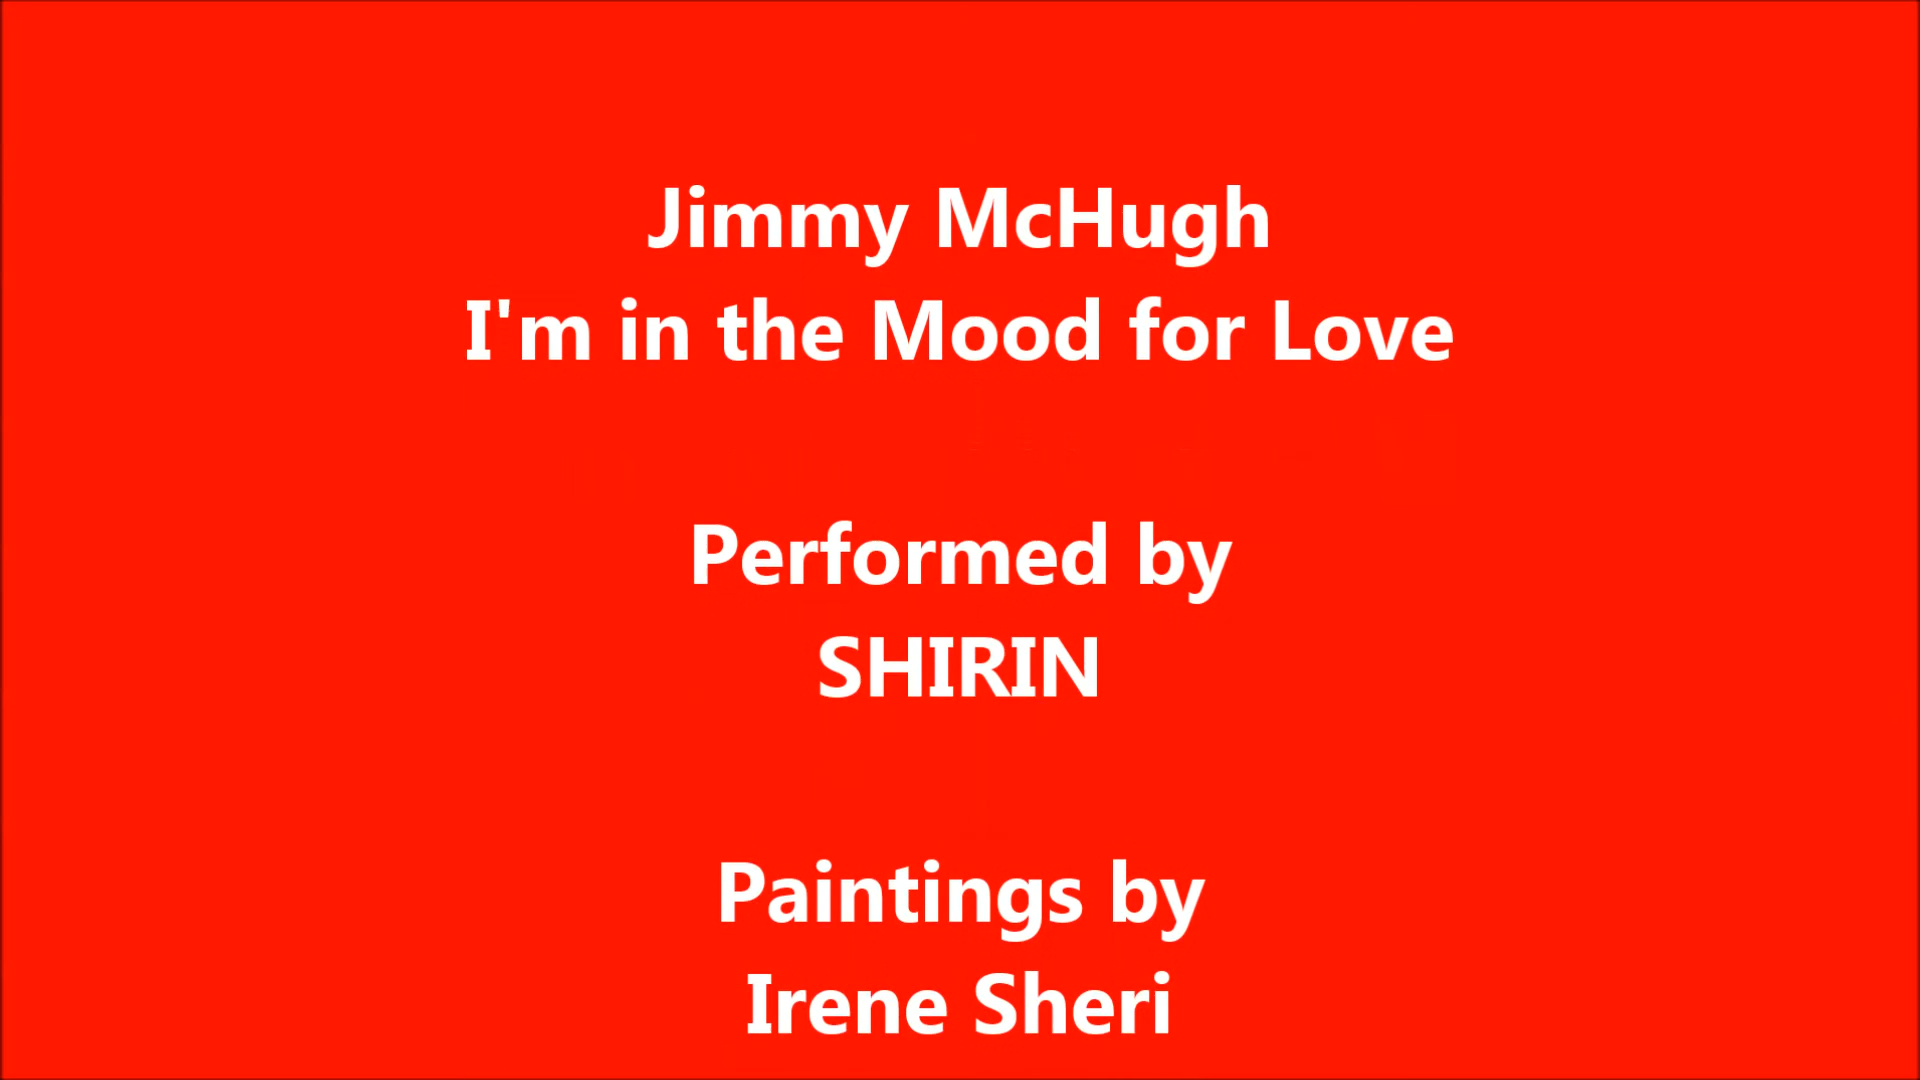 Jimmy McHugh
I'm in the Mood for Love
Performed by
SHIRIN
Paintings by
Irene Sheri